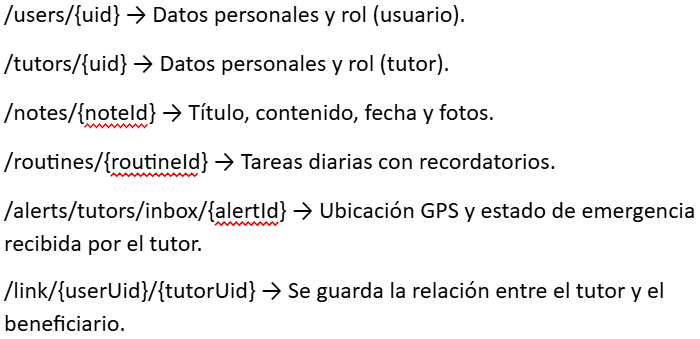 /users/{uid} → Datos personales y rol (usuario).
/tutors/{uid} → Datos personales y rol (tutor).
/notes/{noteId} → Título, contenido, fecha y fotos.
/routines/{routineId} → Tareas diarias con recordatorios.
/alerts/tutors/inbox/{alertId} → Ubicación GPS y estado de emergencia
recibida por el tutor.
/link/{userUid}/{tutorUid} → Se guarda la relación entre el tutor y el
beneficiario.